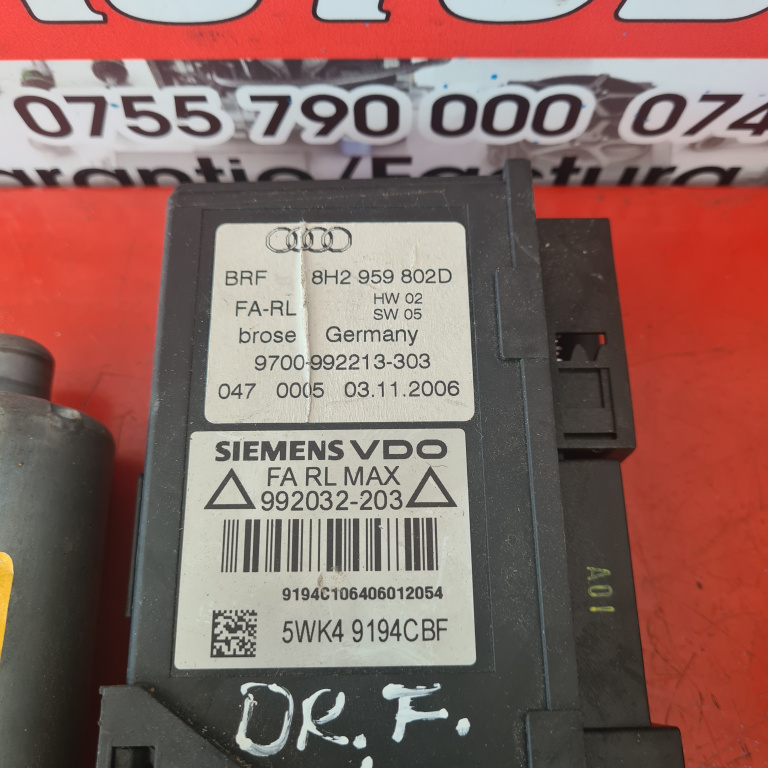 0755 790 000 074
BRF 8H2 959 802D
FA-RL HW 02
SW 05
brose Germany
9700-992213-303
047 0005 03.11.2006
SIEMENS VDO
FA RL MAX
992032-203
9194C106406012054
5WK4 9194CBF
A01
DR. F.